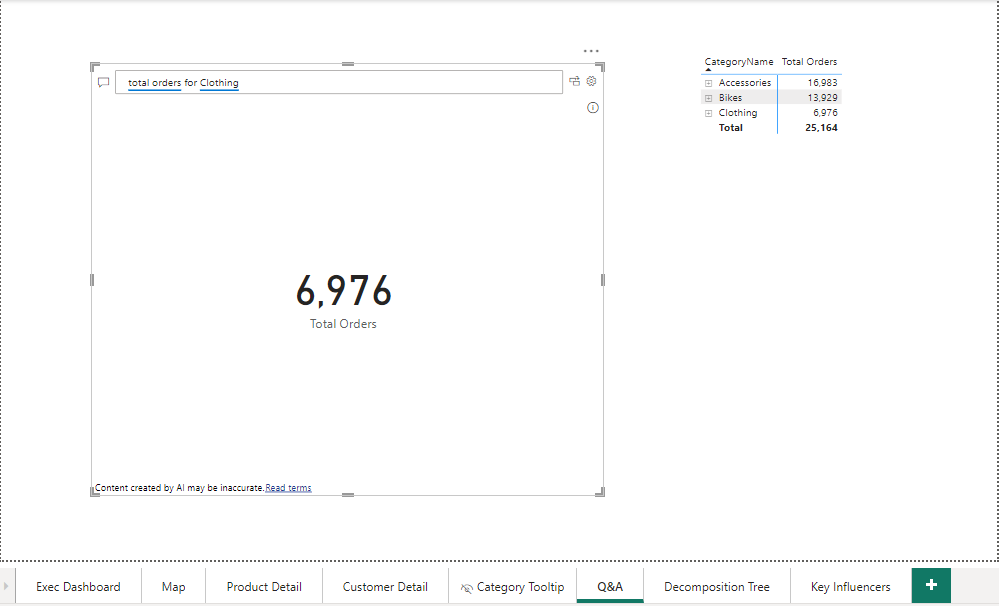 total orders for Clothing
6,976
Total Orders
Content created by AI may be inaccurate. Read terms
CategoryName Total Orders
Accessories 16,983
Bikes 13,929
Clothing 6,976
Total 25,164
Exec Dashboard Map Product Detail Customer Detail Category Tooltip Q&A Decomposition Tree Key Influencers +